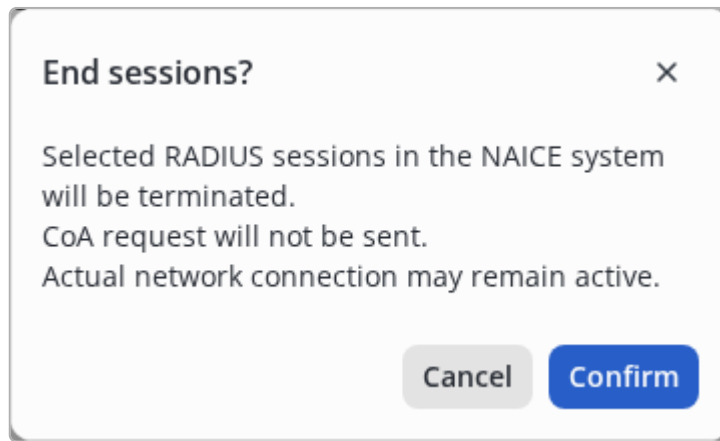 End sessions?
Selected RADIUS sessions in the NAICE system
will be terminated.
CoA request will not be sent.
Actual network connection may remain active.
Cancel Confirm